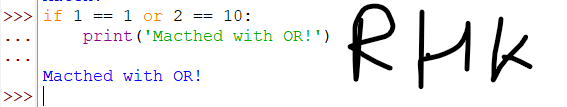 >>> if 1 == 1 or 2 == 10:
... print('Macthed with OR!')
...
Macthed with OR!
>>>
RHK